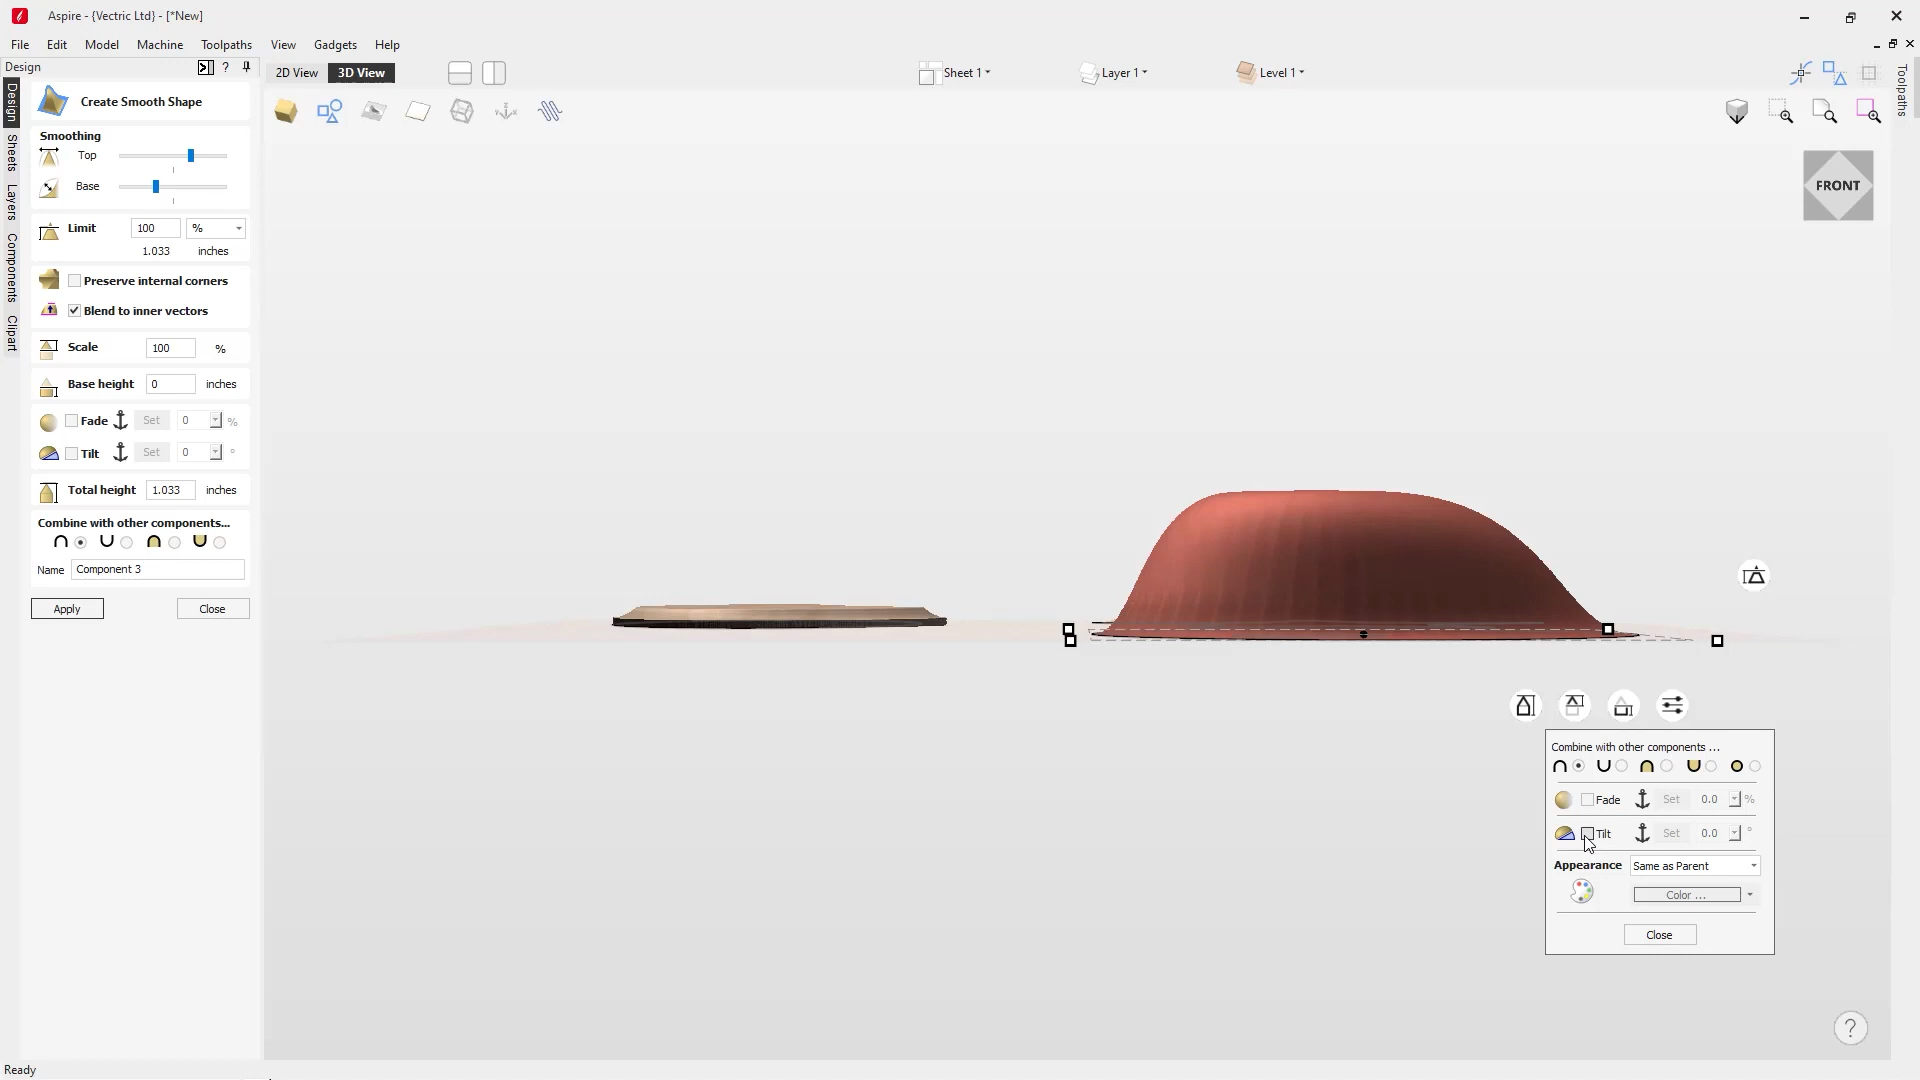 Aspire - {Vectric Ltd} - [*New]
File Edit Model Machine Toolpaths View Gadgets Help
Design ?
2D View 3D View Sheet 1 Layer 1 Level 1
Design
Sheets
Layers
Components
Clipart
Toolpaths
Create Smooth Shape
Smoothing
Top
Base
Limit 100 %
1.033 inches
Preserve internal corners
Blend to inner vectors
Scale 100 %
Base height 0 inches
Fade Set 0 %
Tilt Set 0 °
Total height 1.033 inches
Combine with other components...
Name Component 3
Apply Close
FRONT
Combine with other components ...
Fade Set 0.0 %
Tilt Set 0.0 °
Appearance Same as Parent
Color ...
Close
?
Ready